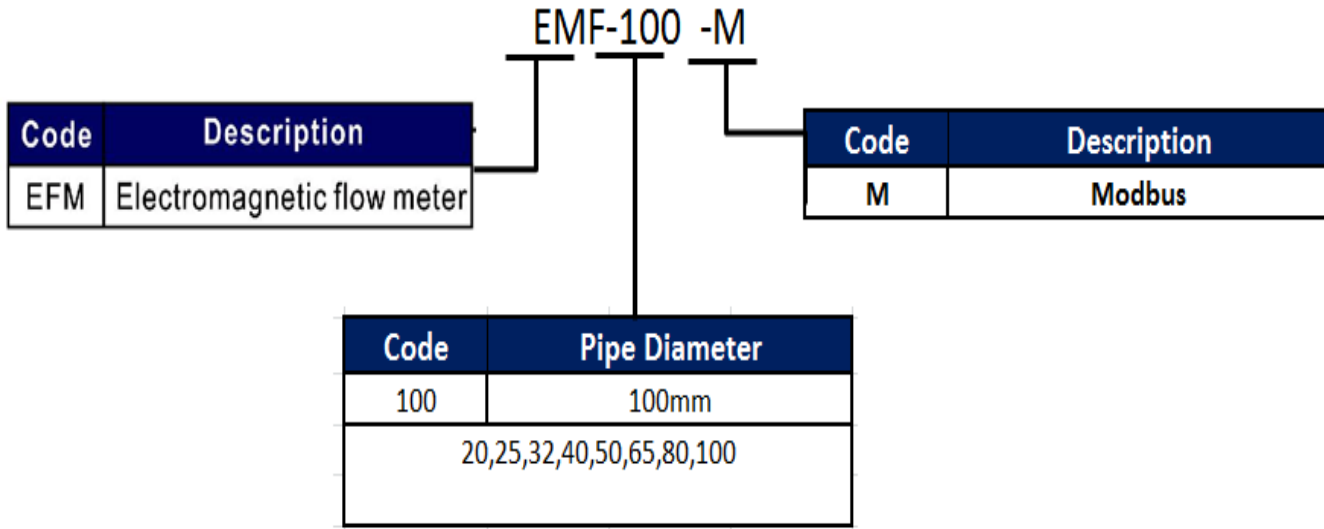 EMF-100 -M
Code Description
EFM Electromagnetic flow meter
Code Description
M Modbus
Code Pipe Diameter
100 100mm
20,25,32,40,50,65,80,100